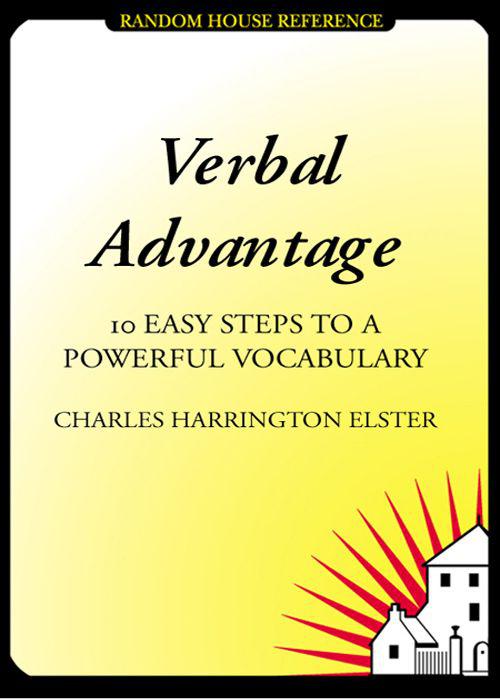 RANDOM HOUSE REFERENCE
Verbal
Advantage
10 EASY STEPS TO A
POWERFUL VOCABULARY
CHARLES HARRINGTON ELSTER